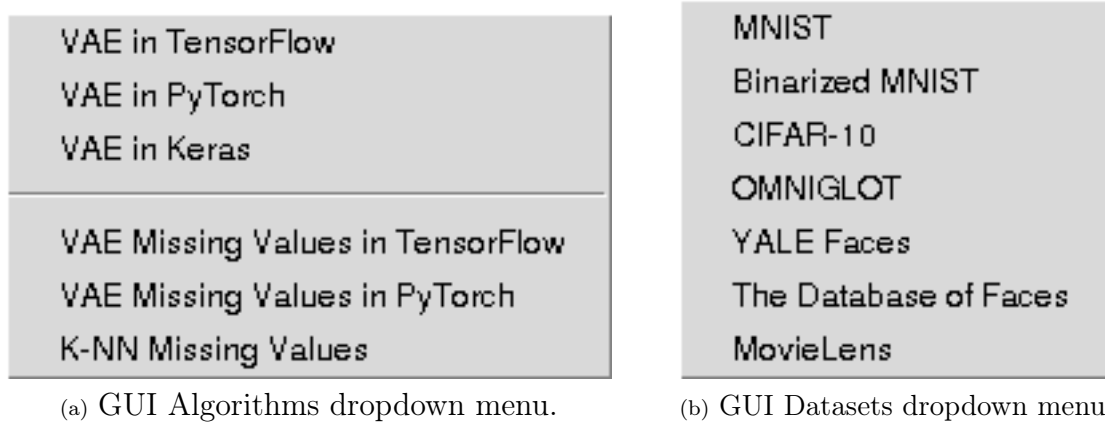 VAE in TensorFlow
VAE in PyTorch
VAE in Keras
VAE Missing Values in TensorFlow
VAE Missing Values in PyTorch
K-NN Missing Values
(a) GUI Algorithms dropdown menu.
MNIST
Binarized MNIST
CIFAR-10
OMNIGLOT
YALE Faces
The Database of Faces
MovieLens
(b) GUI Datasets dropdown menu